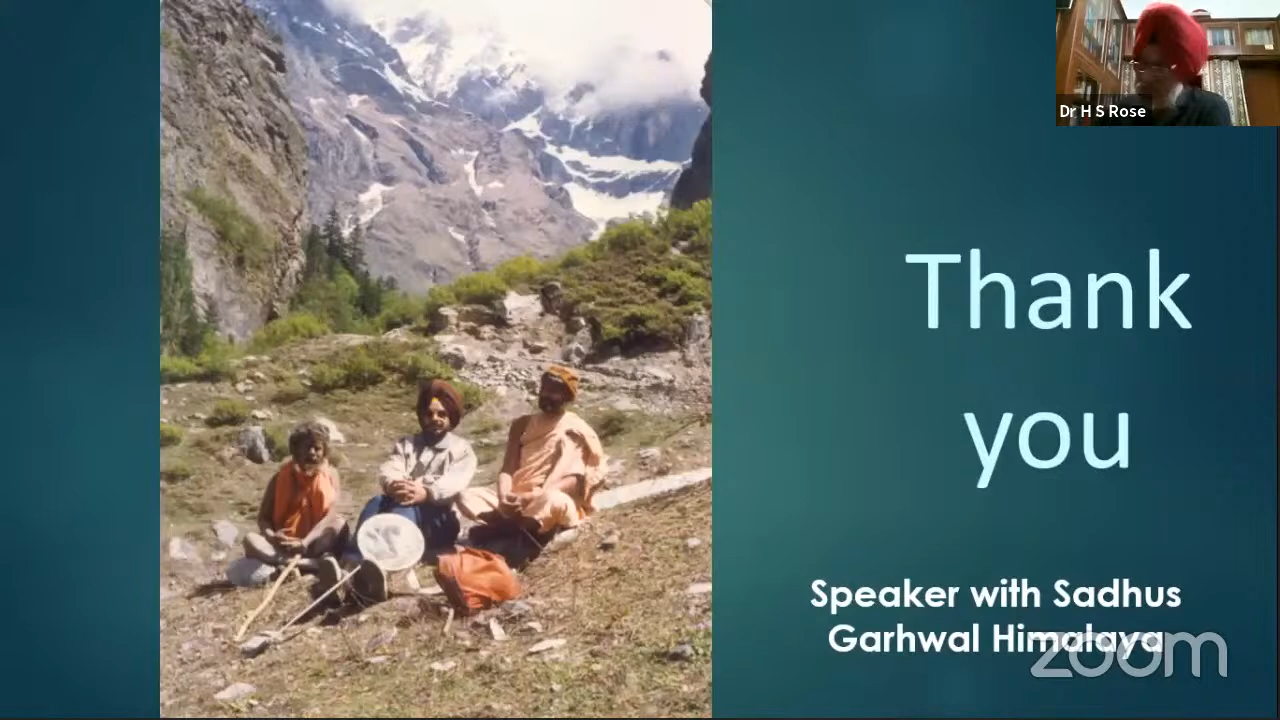 Dr H S Rose
Thank
you
Speaker with Sadhus
Garhwal Himalaya
zoom